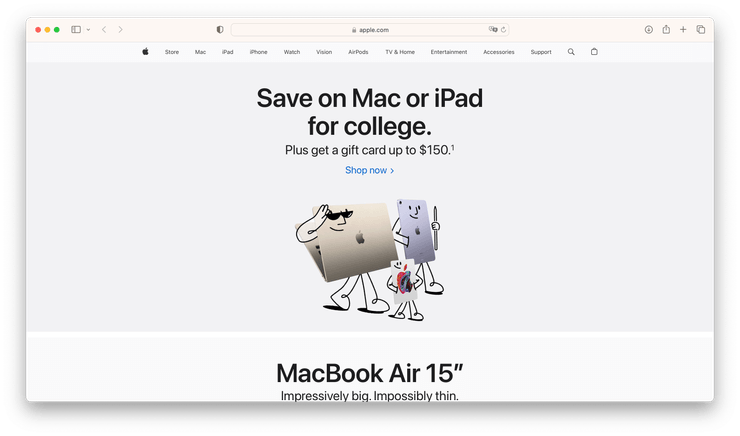 apple.com
Store Mac iPad iPhone Watch Vision AirPods TV & Home Entertainment Accessories Support
Save on Mac or iPad
for college.
Plus get a gift card up to $150.¹
Shop now >
MacBook Air 15″
Impressively big. Impossibly thin.